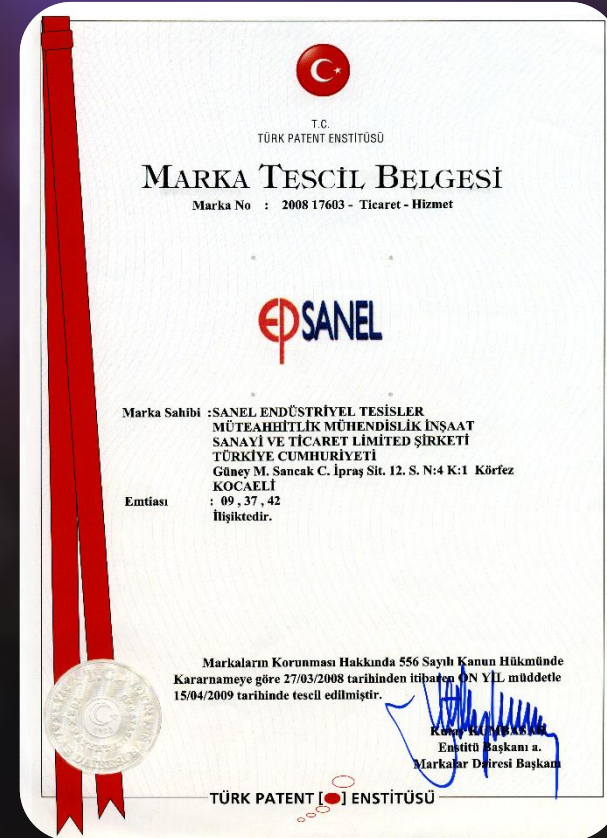 T.C.
TÜRK PATENT ENSTİTÜSÜ
MARKA TESCİL BELGESİ
Marka No : 2008 17603 - Ticaret - Hizmet
EP SANEL
Marka Sahibi :SANEL ENDÜSTRİYEL TESİSLER
MÜTEAHHİTLİK MÜHENDİSLİK İNŞAAT
SANAYİ VE TİCARET LİMİTED ŞİRKETİ
TÜRKİYE CUMHURİYETİ
Güney M. Sancak C. İpraş Sit. 12. S. N:4 K:1 Körfez
KOCAELİ
Emtiası : 09 , 37 , 42
İlişiktedir.
Markaların Korunması Hakkında 556 Sayılı Kanun Hükmünde
Kararnameye göre 27/03/2008 tarihinden itibaren ON YIL müddetle
15/04/2009 tarihinde tescil edilmiştir.
KUMBASAR
Enstitü Başkanı a.
Markalar Dairesi Başkanı
TÜRK PATENT [ ] ENSTİTÜSÜ